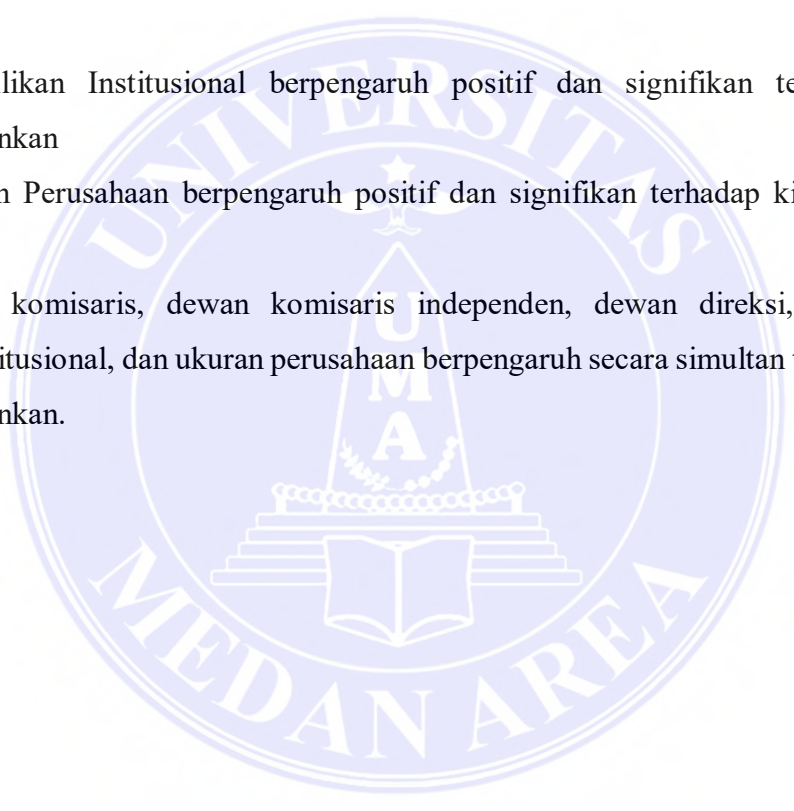 likan Institusional berpengaruh positif dan signifikan te
nkan
n Perusahaan berpengaruh positif dan signifikan terhadap ki
komisaris, dewan komisaris independen, dewan direksi,
itusional, dan ukuran perusahaan berpengaruh secara simultan
nkan.
UNIVERSITAS
UMA
MEDAN AREA